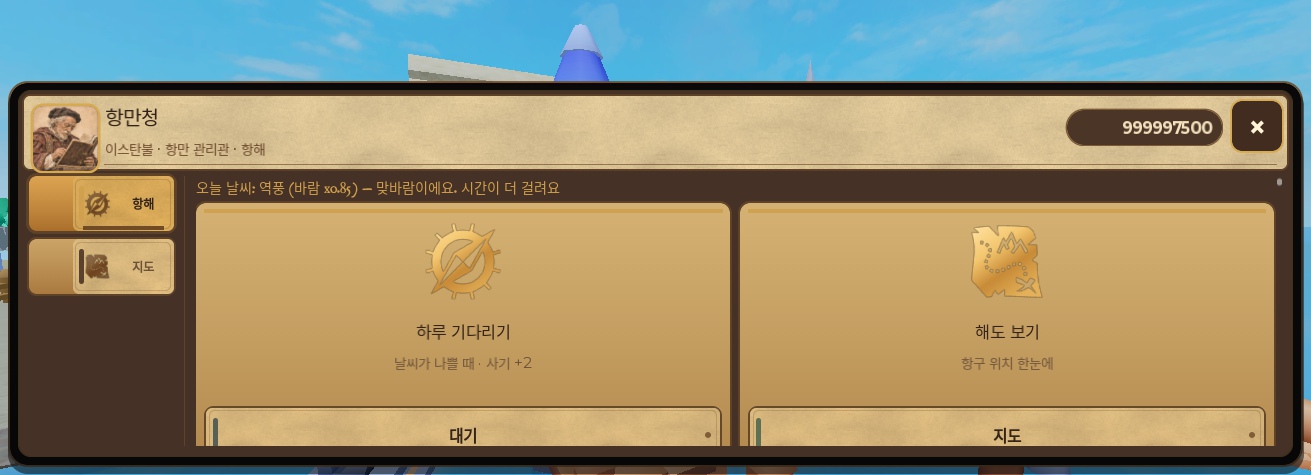 항만청
이스탄불 · 항만 관리관 · 항해
999997500
×
항해
지도
오늘 날씨: 역풍 (바람 x0.85) — 맞바람이에요. 시간이 더 걸려요
하루 기다리기
날씨가 나쁠 때 · 사기 +2
대기
해도 보기
항구 위치 한눈에
지도